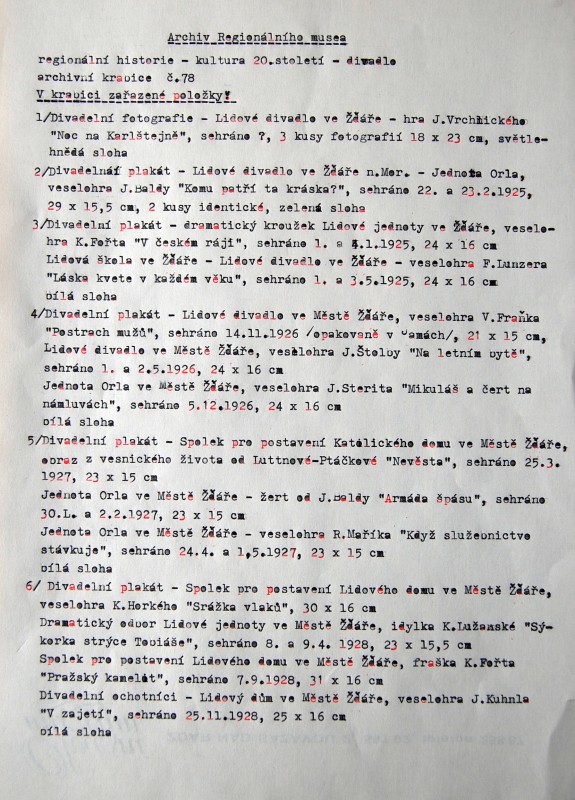 Archiv Regionálního musea
regionální historie - kultura 20.století - divadlo
archivní krabice č.78
V krabici zařazené položky!
1/Divadelní fotografie - Lidové divadlo ve Žďáře - hra J.Vrchlického
"Noc na Karlštejně", sehráno ?, 3 kusy fotografií 18 x 23 cm, světle-
hnědá sloha
2/Divadelní plakát - Lidové divadlo ve Žďáře n.Mor. - Jednota Orla,
veselohra J.Baldy "Komu patří ta kráska?", sehráno 22. a 23.2.1925,
29 x 15,5 cm, 2 kusy identické, zelená sloha
3/Divadelní plakát - dramatický kroužek Lidové jednoty ve Žďáře, veselo-
hra K.Fořta "V českém ráji", sehráno 1. a 4.1.1925, 24 x 16 cm
Lidová škola ve Žďáře - Lidové divadlo ve Žďáře - veselohra F.Lunzera
"Láska kvete v každém věku", sehráno 1. a 3.5.1925, 24 x 16 cm
bílá sloha
4/Divadelní plakát - Lidové divadlo ve Městě Žďáře, veselohra V.Fraňka
"Postrach mužů", sehráno 14.11.1926 /opakovaně v Jamách/, 21 x 15 cm,
Lidové divadlo ve Městě Žďáře, veselohra J.Štolby "Na letním bytě",
sehráno 1. a 2.5.1926, 24 x 16 cm
Jednota Orla ve Městě Žďáře, veselohra J.Sterita "Mikuláš a čert na
námluvách", sehráno 5.12.1926, 24 x 16 cm
bílá sloha
5/Divadelní plakát - Spolek pro postavení Katolického domu ve Městě Žďáře,
obraz z vesnického života od Luttnové-Ptáčkové "Nevěsta", sehráno 25.3.
1927, 23 x 15 cm
Jednota Orla ve Městě Žďáře - žert od J.Baldy "Armáda špásu", sehráno
30.L. a 2.2.1927, 23 x 15 cm
Jednota Orla ve Městě Žďáře - veselohra R.Maříka "Když služebnictvo
stávkuje", sehráno 24.4. a 1.5.1927, 23 x 15 cm
bílá sloha
6/ Divadelní plakát - Spolek pro postavení Lidového domu ve Městě Žďáře,
veselohra K.Horkého "Srážka vlaků", 30 x 16 cm
Dramatický odbor Lidové jednoty ve Městě Žďáře, idylka K.Lužanské "Sý-
korka strýce Tobiáše", sehráno 8. a 9.4. 1928, 23 x 15,5 cm
Spolek pro postavení Lidového domu ve Městě Žďáře, fraška K.Fořta
"Pražský kamelát", sehráno 7.9.1928, 31 x 16 cm
Divadelní ochotníci - Lidový dům ve Městě Žďáře, veselohra J.Kuhnla
"V zajetí", sehráno 25.11.1928, 25 x 16 cm
bílá sloha